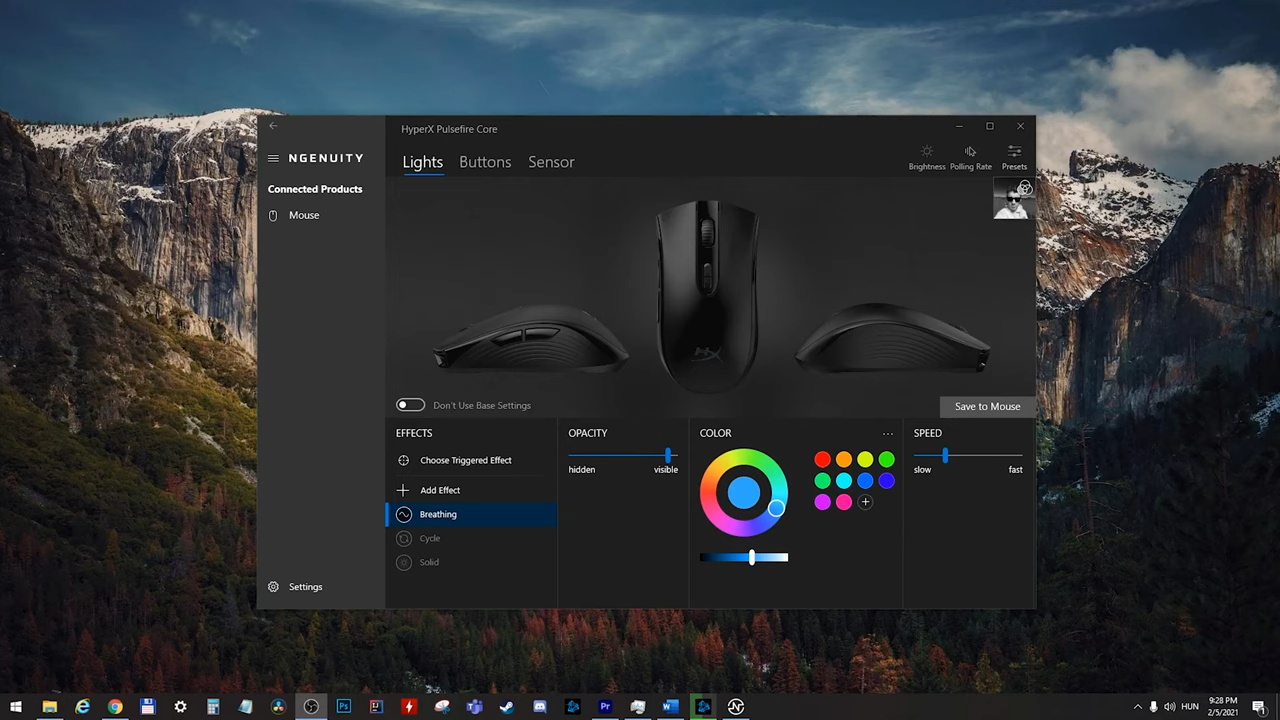 HyperX Pulsefire Core
NGENUITY
Lights Buttons Sensor
Brightness Polling Rate Presets
Connected Products
Mouse
Don't Use Base Settings
Save to Mouse
EFFECTS
Choose Triggered Effect
Add Effect
Breathing
Cycle
Solid
OPACITY
hidden visible
COLOR
SPEED
slow fast
Settings
HUN
9:28 PM
2/5/2021